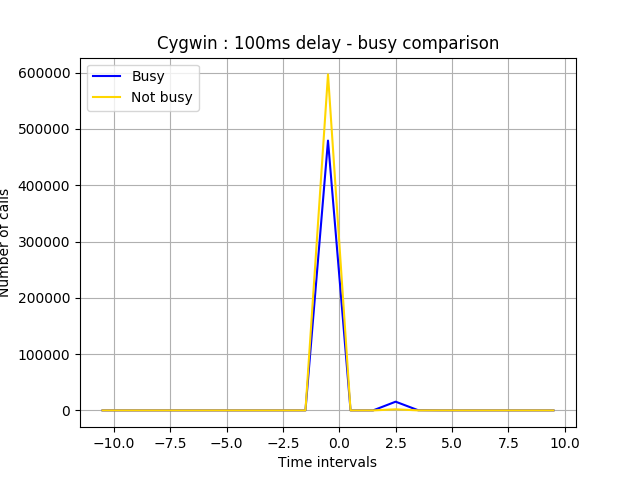 Cygwin : 100ms delay - busy comparison
Busy
Not busy
600000
500000
400000
300000
200000
100000
0
Number of calls
−10.0 −7.5 −5.0 −2.5 0.0 2.5 5.0 7.5 10.0
Time intervals